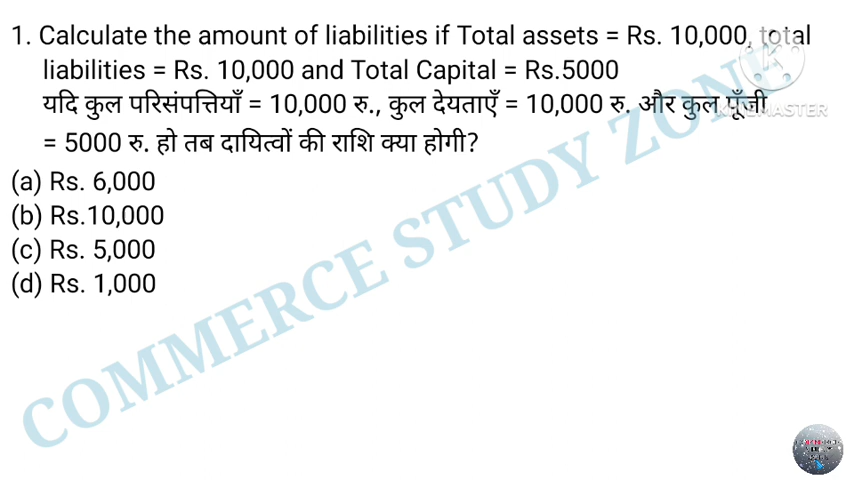 1. Calculate the amount of liabilities if Total assets = Rs. 10,000, total
liabilities = Rs. 10,000 and Total Capital = Rs.5000
यदि कुल परिसंपत्तियाँ = 10,000 रु., कुल देयताएँ = 10,000 रु. और कुल पूँजी
= 5000 रु. हो तब दायित्वों की राशि क्या होगी?
(a) Rs. 6,000
(b) Rs.10,000
(c) Rs. 5,000
(d) Rs. 1,000
COMMERCE STUDY ZONE